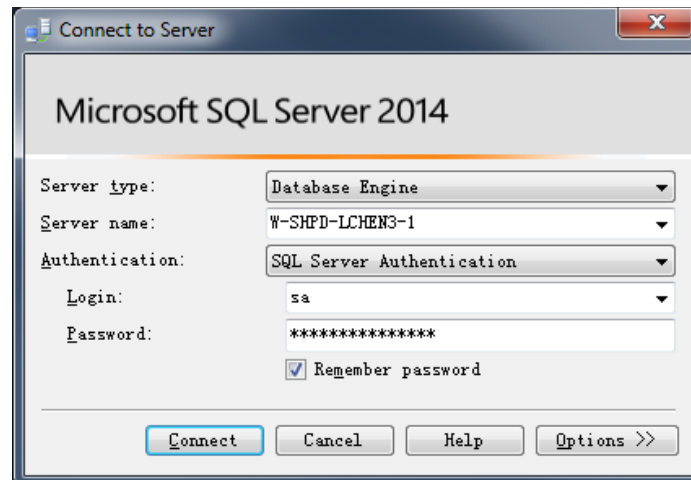 Connect to Server
Microsoft SQL Server 2014
Server type: Database Engine
Server name: W-SHPD-LCHEN3-1
Authentication: SQL Server Authentication
Login: sa
Password: ***************
Remember password
Connect Cancel Help Options >>